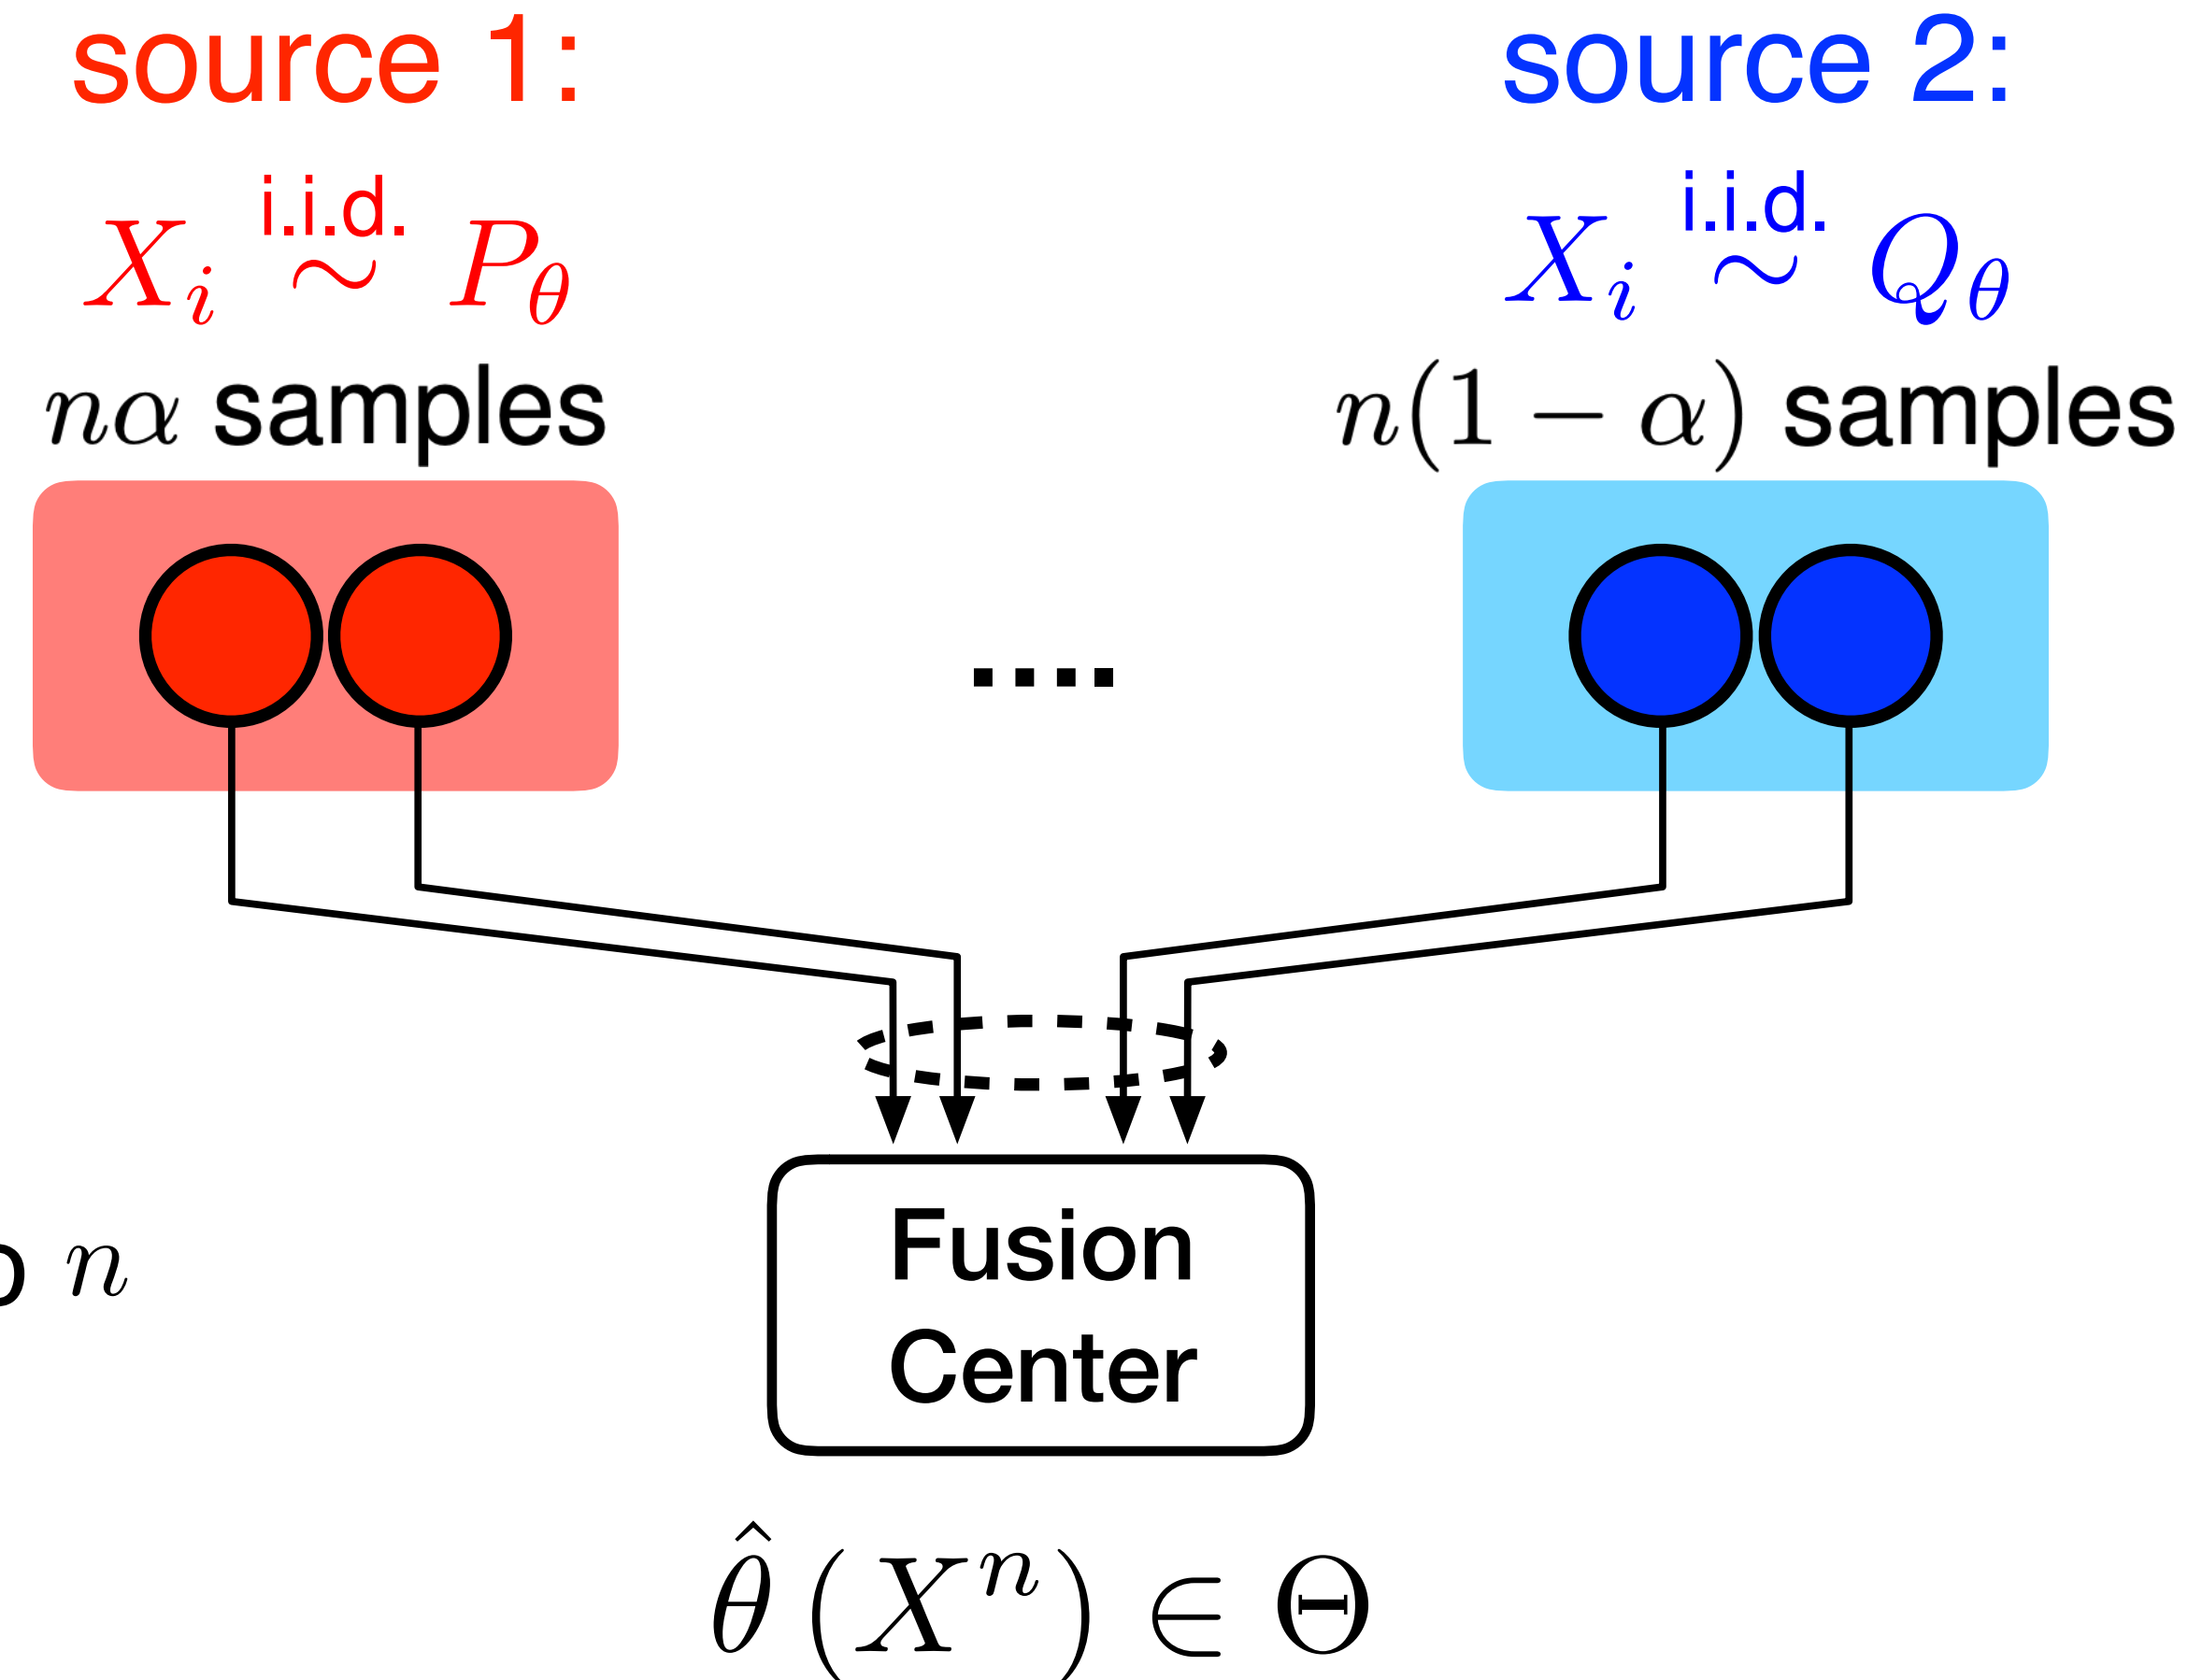 source 1:
source 2:
X_i i.i.d. ~ P_θ
X_i i.i.d. ~ Q_θ
nα samples
n(1 − α) samples
....
n
Fusion
Center
θ̂ (X^n) ∈ Θ